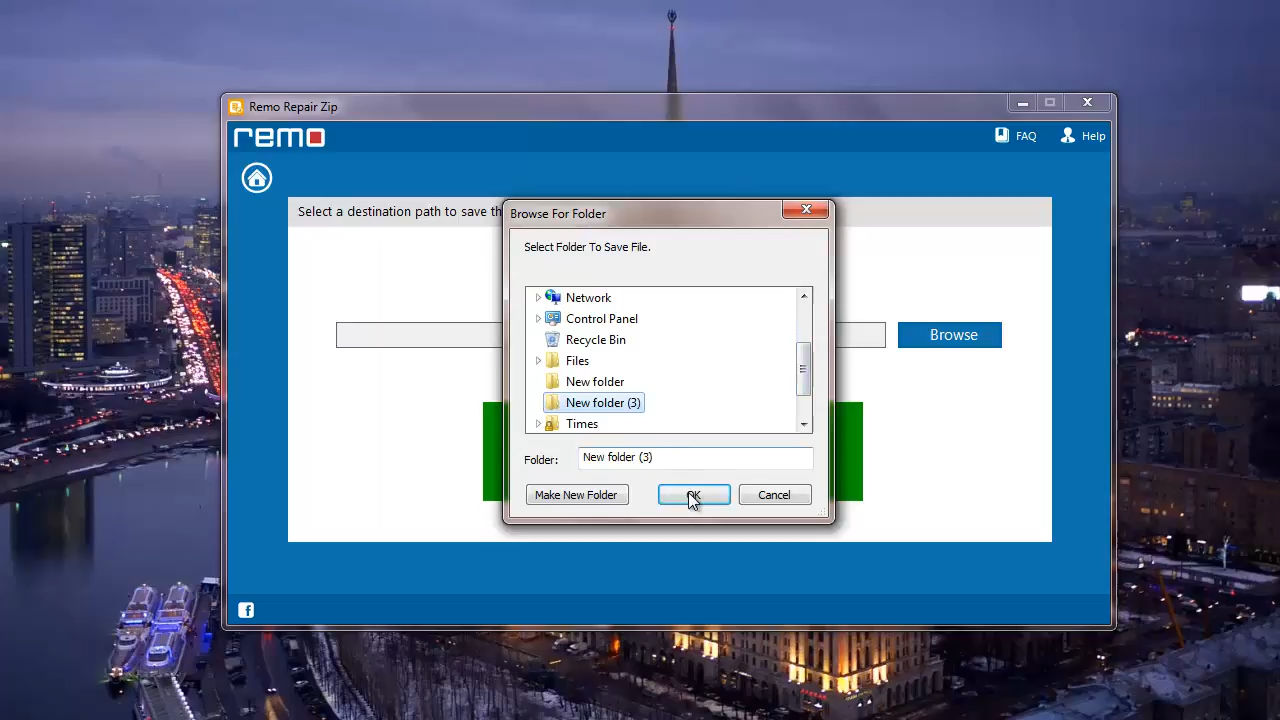 Remo Repair Zip
remo
FAQ
Help
Select a destination path to save th
Browse For Folder
Select Folder To Save File.
Network
Control Panel
Recycle Bin
Files
New folder
New folder (3)
Times
Browse
Folder:
New folder (3)
Make New Folder
OK
Cancel
f